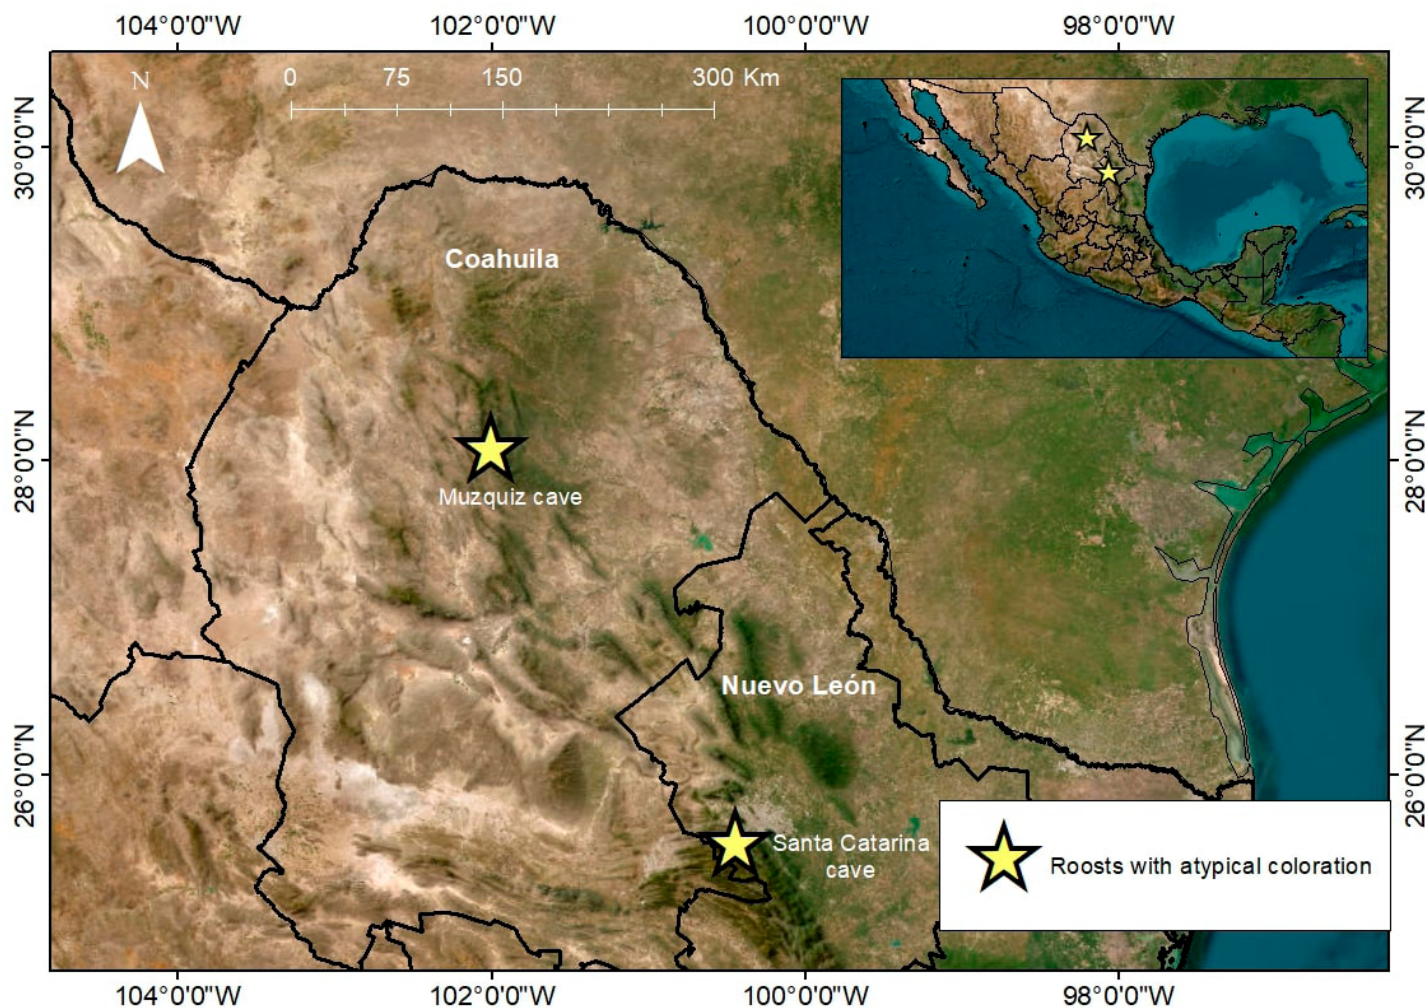 104°0'0"W 102°0'0"W 100°0'0"W 98°0'0"W
N
0 75 150 300 Km
30°0'0"N
30°0'0"N
Coahuila
28°0'0"N
28°0'0"N
Muzquiz cave
Nuevo León
26°0'0"N
26°0'0"N
Santa Catarina
cave
Roosts with atypical coloration
104°0'0"W 102°0'0"W 100°0'0"W 98°0'0"W